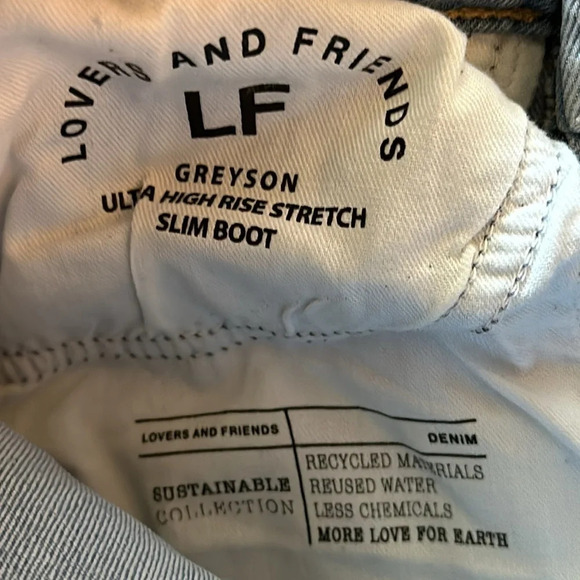 LOVERS AND FRIENDS
LF
GREYSON
ULTA HIGH RISE STRETCH
SLIM BOOT
LOVERS AND FRIENDS
DENIM
SUSTAINABLE
COLLECTION
RECYCLED MATERIALS
REUSED WATER
LESS CHEMICALS
MORE LOVE FOR EARTH